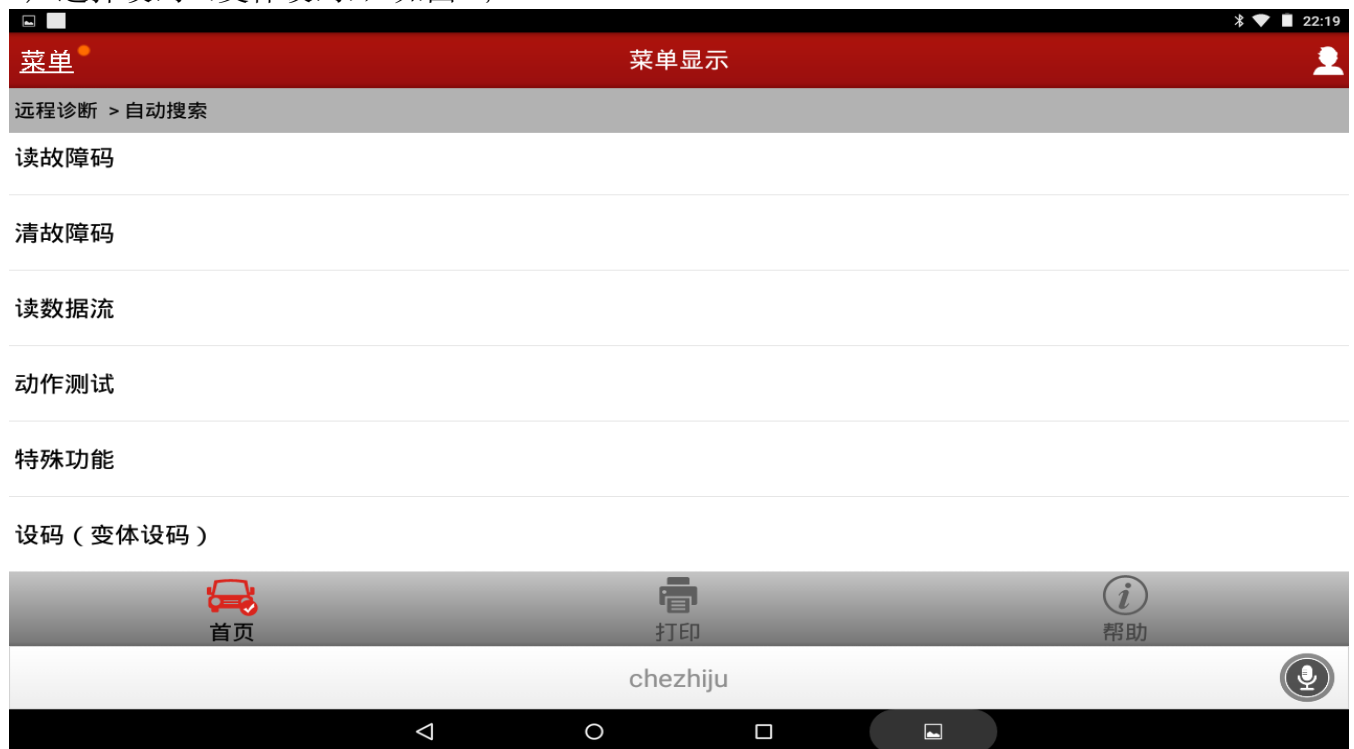 22:19
菜单
菜单显示
远程诊断 >自动搜索
读故障码
清故障码
读数据流
动作测试
特殊功能
设码（变体设码）
首页
打印
帮助
chezhiju